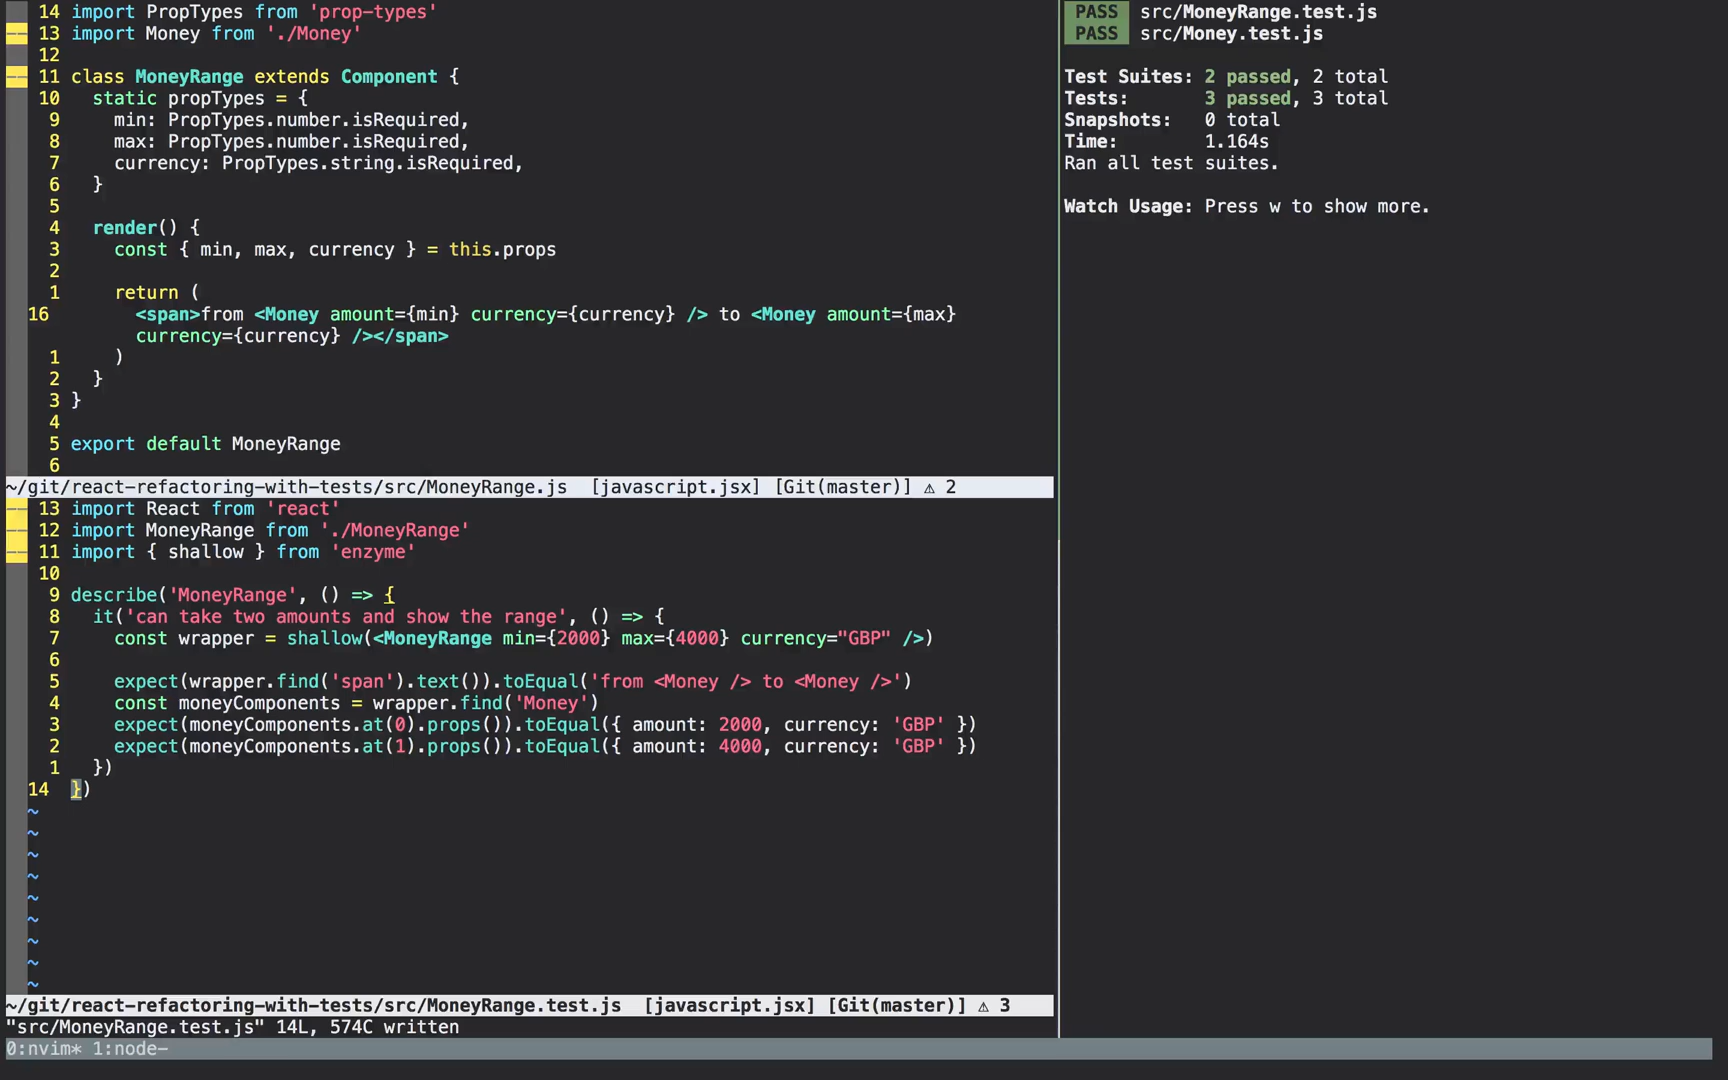 14 import PropTypes from 'prop-types'
-- 13 import Money from './Money'
12
-- 11 class MoneyRange extends Component {
10   static propTypes = {
9     min: PropTypes.number.isRequired,
8     max: PropTypes.number.isRequired,
7     currency: PropTypes.string.isRequired,
6   }
5
4   render() {
3     const { min, max, currency } = this.props
2
1     return (
16       <span>from <Money amount={min} currency={currency} /> to <Money amount={max}
currency={currency} /></span>
1     )
2   }
3 }
4
5 export default MoneyRange
6
~/git/react-refactoring-with-tests/src/MoneyRange.js  [javascript.jsx] [Git(master)] ⚠ 2
-- 13 import React from 'react'
-- 12 import MoneyRange from './MoneyRange'
-- 11 import { shallow } from 'enzyme'
10
9 describe('MoneyRange', () => {
8   it('can take two amounts and show the range', () => {
7     const wrapper = shallow(<MoneyRange min={2000} max={4000} currency="GBP" />)
6
5     expect(wrapper.find('span').text()).toEqual('from <Money /> to <Money />')
4     const moneyComponents = wrapper.find('Money')
3     expect(moneyComponents.at(0).props()).toEqual({ amount: 2000, currency: 'GBP' })
2     expect(moneyComponents.at(1).props()).toEqual({ amount: 4000, currency: 'GBP' })
1   })
14 })
~
~
~
~
~
~
~
~
~
~/git/react-refactoring-with-tests/src/MoneyRange.test.js  [javascript.jsx] [Git(master)] ⚠ 3
"src/MoneyRange.test.js" 14L, 574C written
0:nvim* 1:node-
PASS src/MoneyRange.test.js
PASS src/Money.test.js
Test Suites: 2 passed, 2 total
Tests:       3 passed, 3 total
Snapshots:   0 total
Time:        1.164s
Ran all test suites.
Watch Usage: Press w to show more.